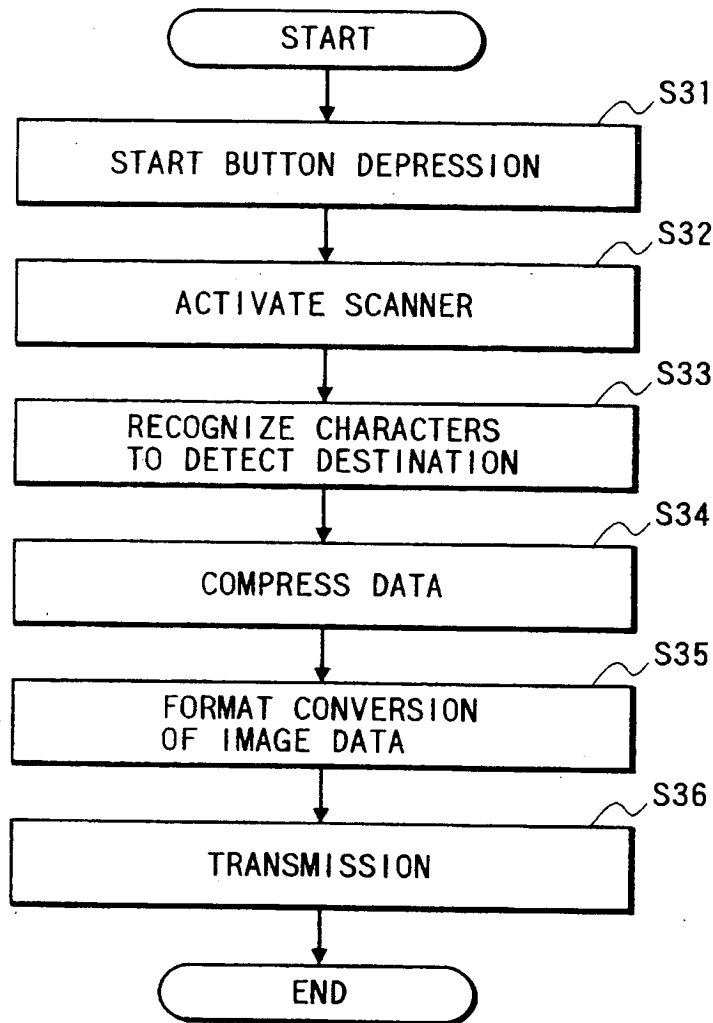 START
S31
START BUTTON DEPRESSION
S32
ACTIVATE SCANNER
S33
RECOGNIZE CHARACTERS
TO DETECT DESTINATION
S34
COMPRESS DATA
S35
FORMAT CONVERSION
OF IMAGE DATA
S36
TRANSMISSION
END